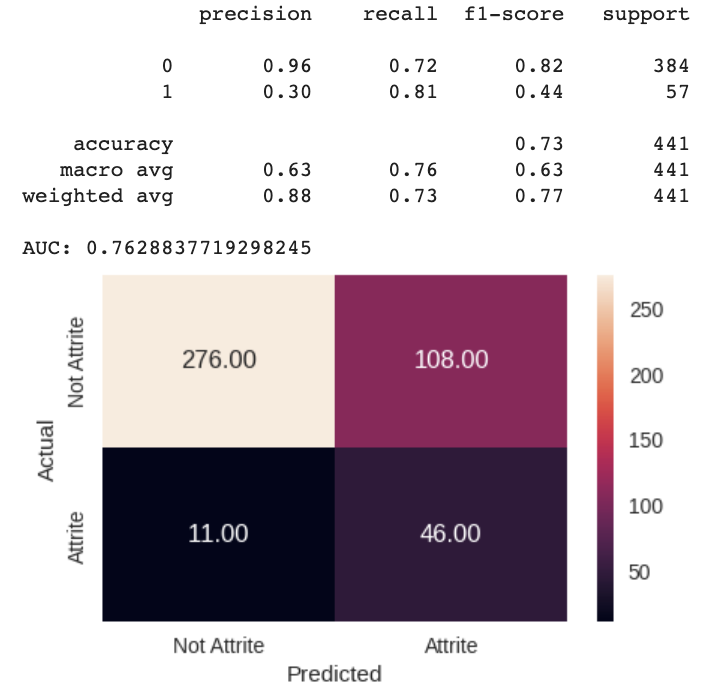 precision recall f1-score support
0 0.96 0.72 0.82 384
1 0.30 0.81 0.44 57
accuracy 0.73 441
macro avg 0.63 0.76 0.63 441
weighted avg 0.88 0.73 0.77 441
AUC: 0.7628837719298245
Not Attrite
276.00 108.00
Actual
Attrite
11.00 46.00
250
200
150
100
50
Not Attrite Attrite
Predicted